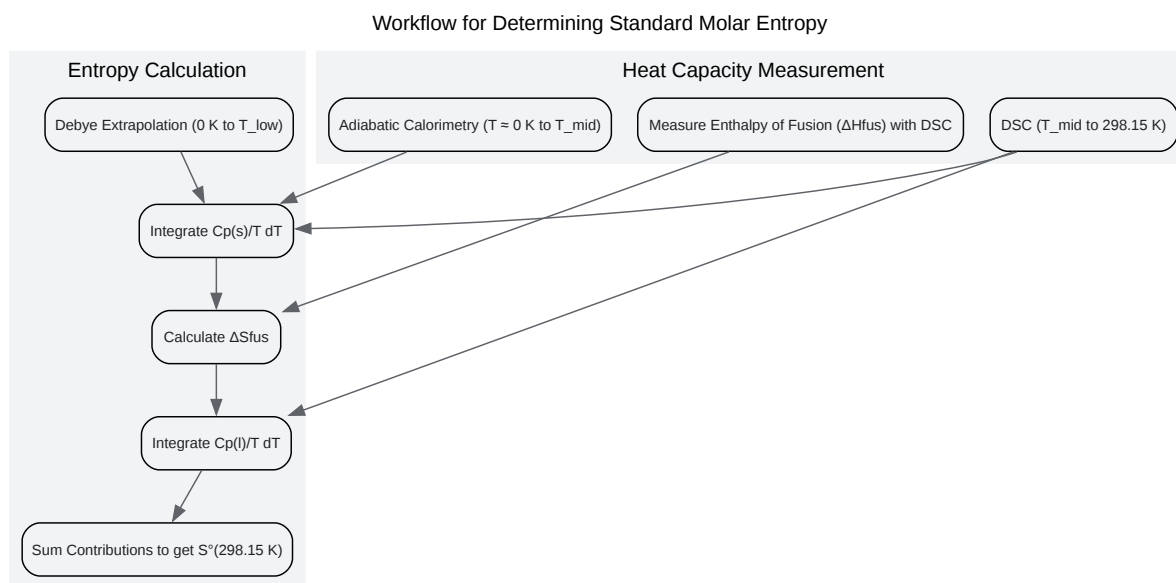 Workflow for Determining Standard Molar Entropy
Entropy Calculation
Heat Capacity Measurement
Debye Extrapolation (0 K to T_low)
Adiabatic Calorimetry (T ≈ 0 K to T_mid)
Measure Enthalpy of Fusion (ΔHfus) with DSC
DSC (T_mid to 298.15 K)
Integrate Cp(s)/T dT
Calculate ΔSfus
Integrate Cp(l)/T dT
Sum Contributions to get S°(298.15 K)